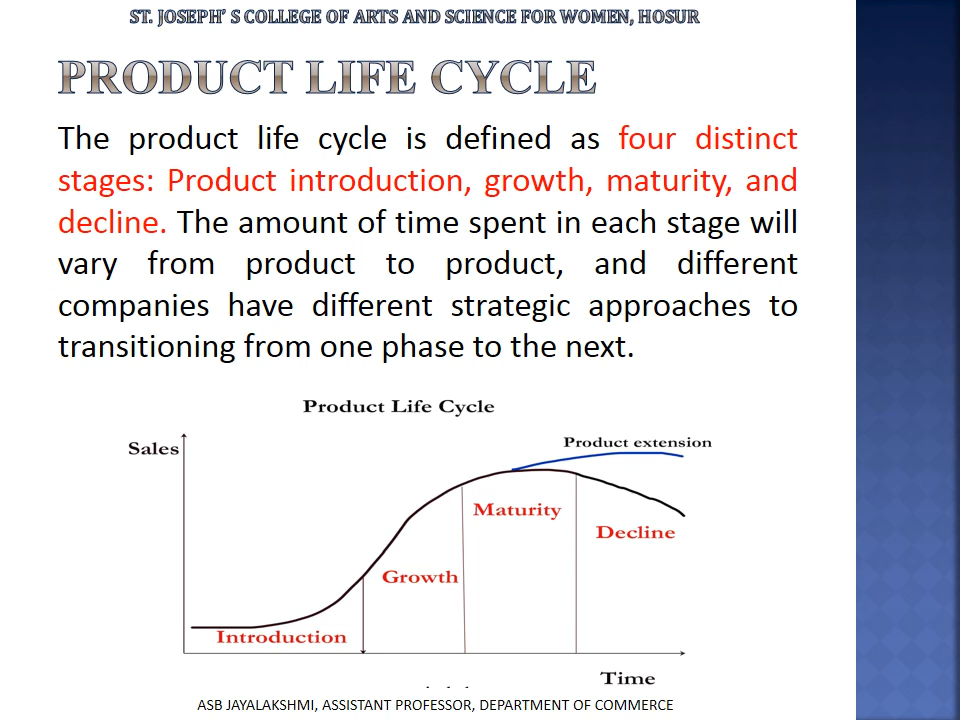 ST. JOSEPH' S COLLEGE OF ARTS AND SCIENCE FOR WOMEN, HOSUR
PRODUCT LIFE CYCLE
The product life cycle is defined as four distinct
stages: Product introduction, growth, maturity, and
decline. The amount of time spent in each stage will
vary from product to product, and different
companies have different strategic approaches to
transitioning from one phase to the next.
Product Life Cycle
Sales
Product extension
Maturity
Decline
Growth
Introduction
Time
ASB JAYALAKSHMI, ASSISTANT PROFESSOR, DEPARTMENT OF COMMERCE